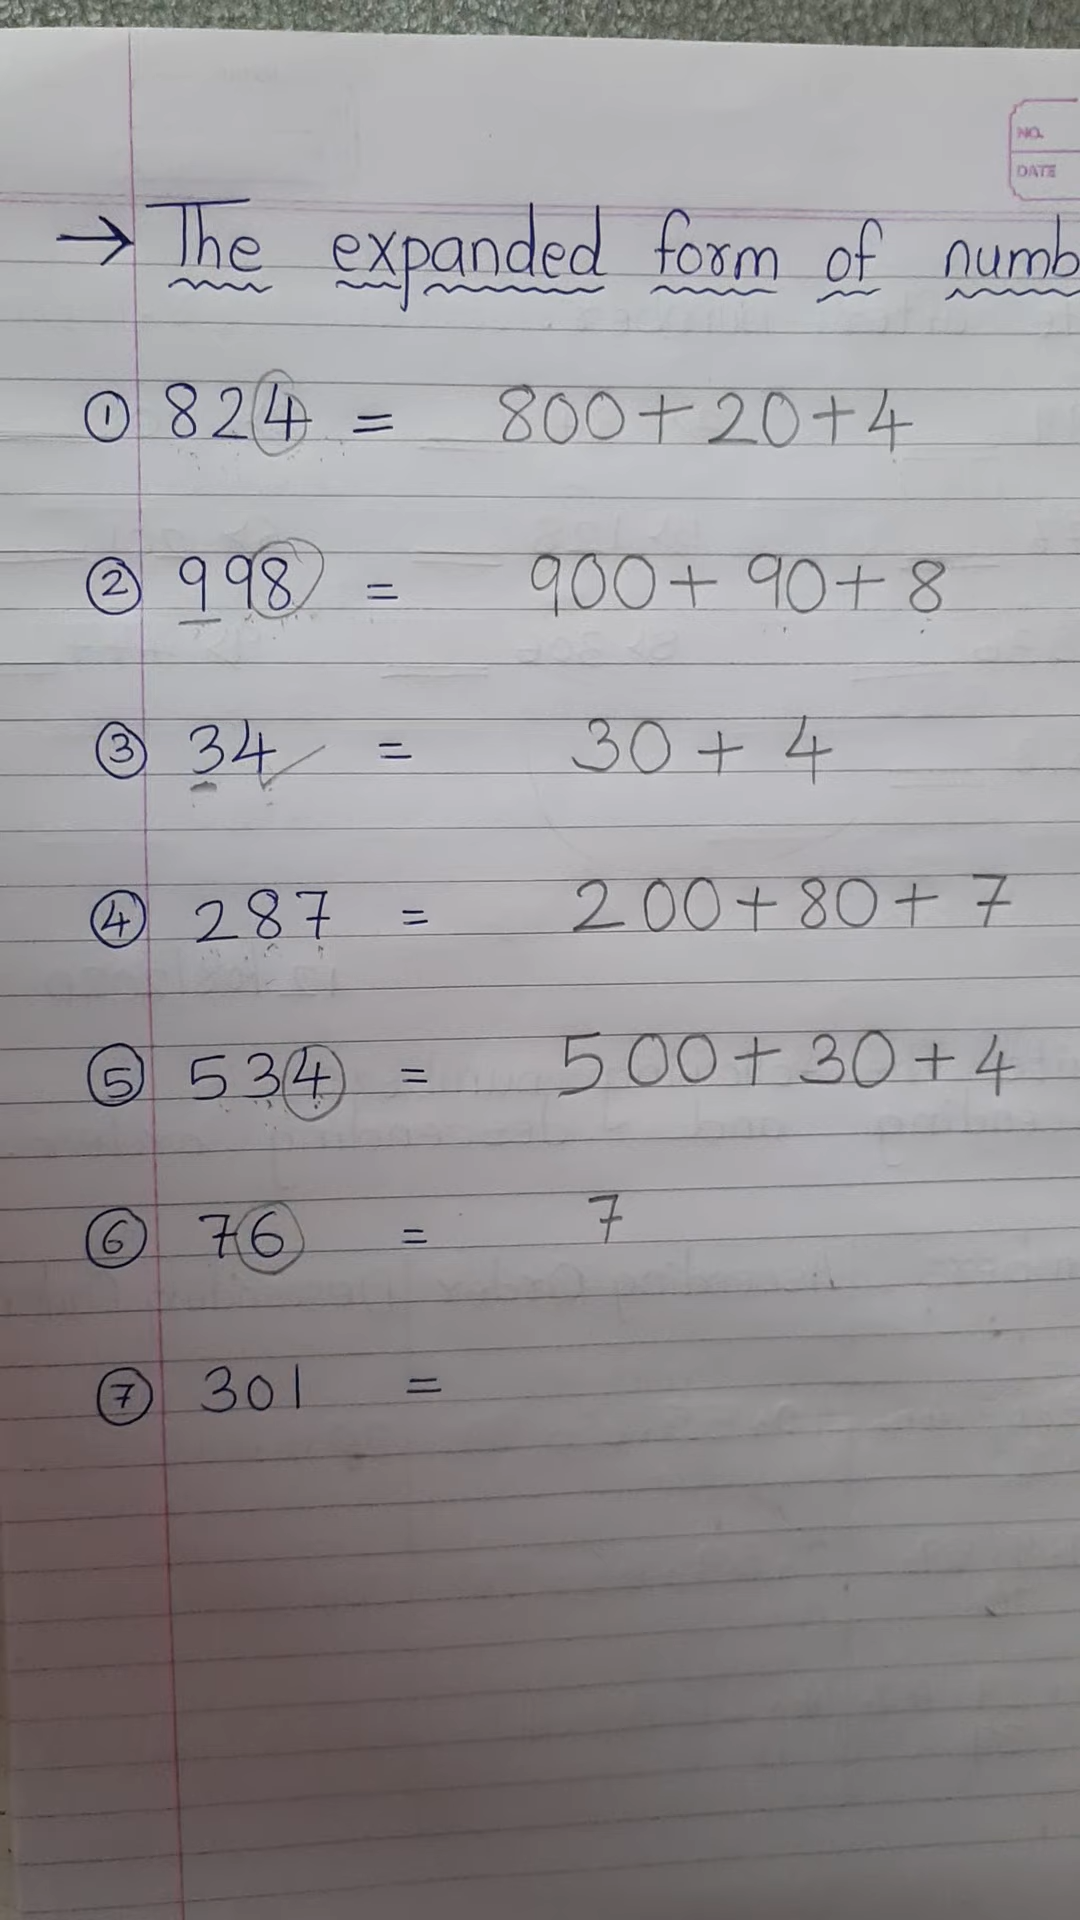 NO.
DATE
→ The expanded form of numb
① 824 = 800+20+4
② 998 = 900+90+8
③ 34 = 30+4
④ 287 = 200+80+7
⑤ 534 = 500+30+4
⑥ 76 = 7
⑦ 301 =